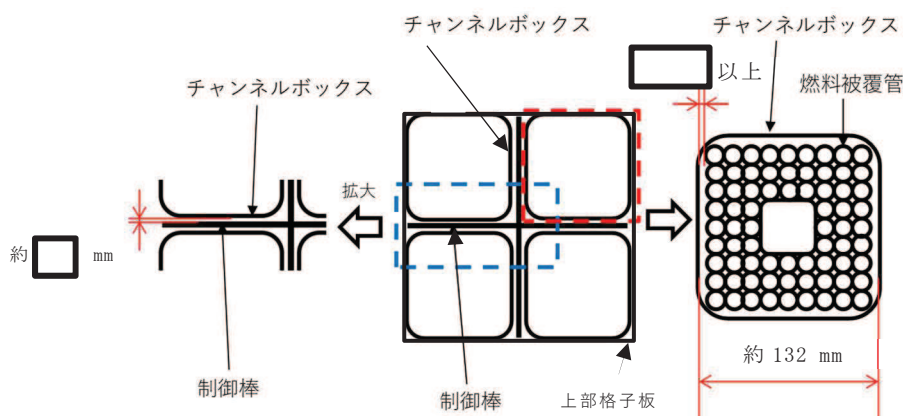 チャンネルボックス
以上
チャンネルボックス
燃料被覆管
チャンネルボックス
拡大
約 mm
制御棒
制御棒
上部格子板
約 132 mm